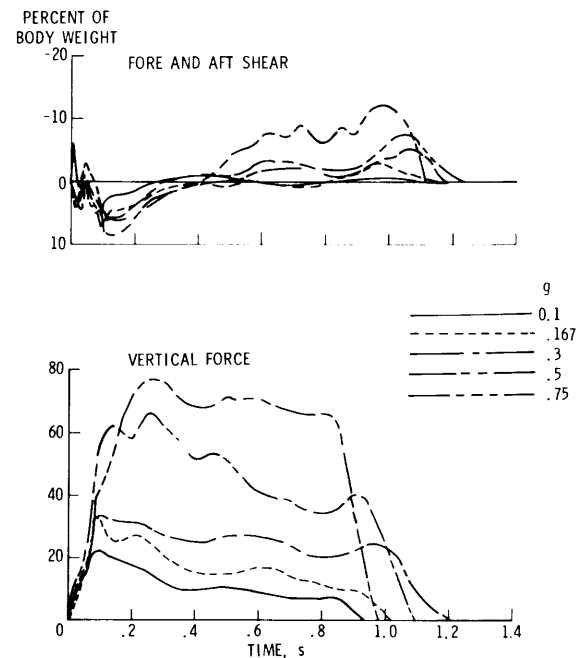 PERCENT OF
BODY WEIGHT
-20
FORE AND AFT SHEAR
-10
0
10
g
0.1
.167
.3
.5
.75
80
VERTICAL FORCE
60
40
20
0 .2 .4 .6 .8 1.0 1.2 1.4
TIME, s